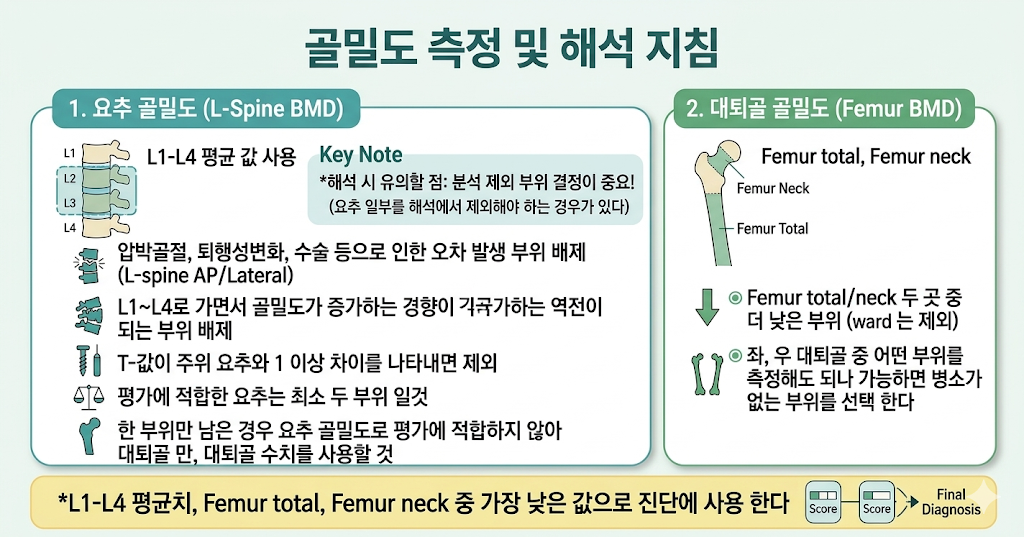 골밀도 측정 및 해석 지침
1. 요추 골밀도 (L-Spine BMD)
L1
L2
L3
L4
L1-L4 평균 값 사용
Key Note
*해석 시 유의할 점: 분석 제외 부위 결정이 중요!
(요추 일부를 해석에서 제외해야 하는 경우가 있다)
압박골절, 퇴행성변화, 수술 등으로 인한 오차 발생 부위 배제
(L-spine AP/Lateral)
L1~L4로 가면서 골밀도가 증가하는 경향이 역전이
되는 부위 배제
T-값이 주위 요추와 1 이상 차이를 나타내면 제외
평가에 적합한 요추는 최소 두 부위 일것
한 부위만 남은 경우 요추 골밀도로 평가에 적합하지 않아
대퇴골 만, 대퇴골 수치를 사용할 것
2. 대퇴골 골밀도 (Femur BMD)
Femur total, Femur neck
Femur Neck
Femur Total
Femur total/neck 두 곳 중
더 낮은 부위 (ward 는 제외)
좌, 우 대퇴골 중 어떤 부위를
측정해도 되나 가능하면 병소가
없는 부위를 선택 한다
*L1-L4 평균치, Femur total, Femur neck 중 가장 낮은 값으로 진단에 사용 한다
Score
Score
Final
Diagnosis